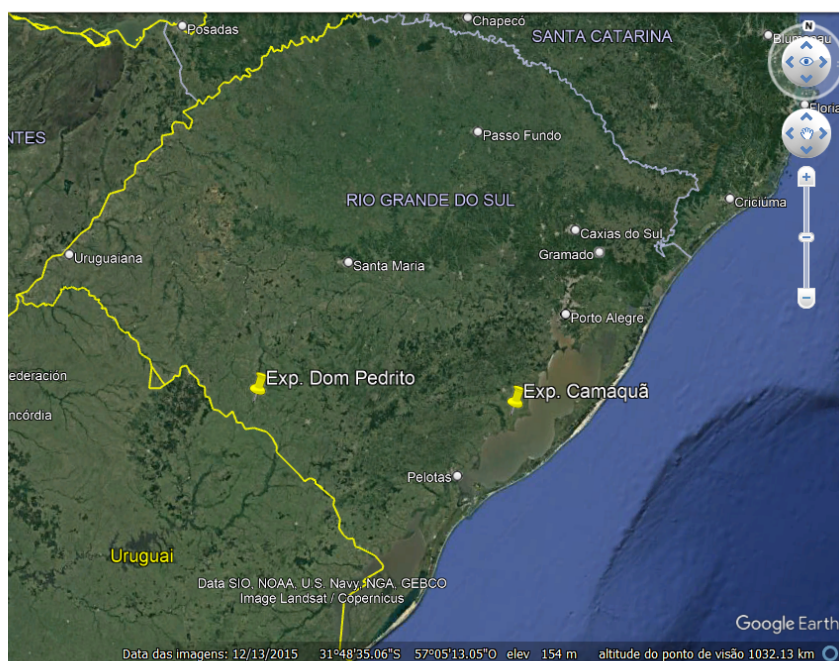 Posadas
Chapecó
N
SANTA CATARINA
Blumenau
Floria
NTES
Passo Fundo
RIO GRANDE DO SUL
Criciúma
Caxias do Sul
Uruguaiana
Santa Maria
Gramado
Porto Alegre
ederación
Exp. Dom Pedrito
Exp. Camaquã
ncórdia
Pelotas
Uruguai
Data SIO, NOAA, U.S. Navy, NGA, GEBCO
Image Landsat / Copernicus
Google Earth
Data das imagens: 12/13/2015 31°48'35.06"S 57°05'13.05"O elev 154 m altitude do ponto de visão 1032.13 km